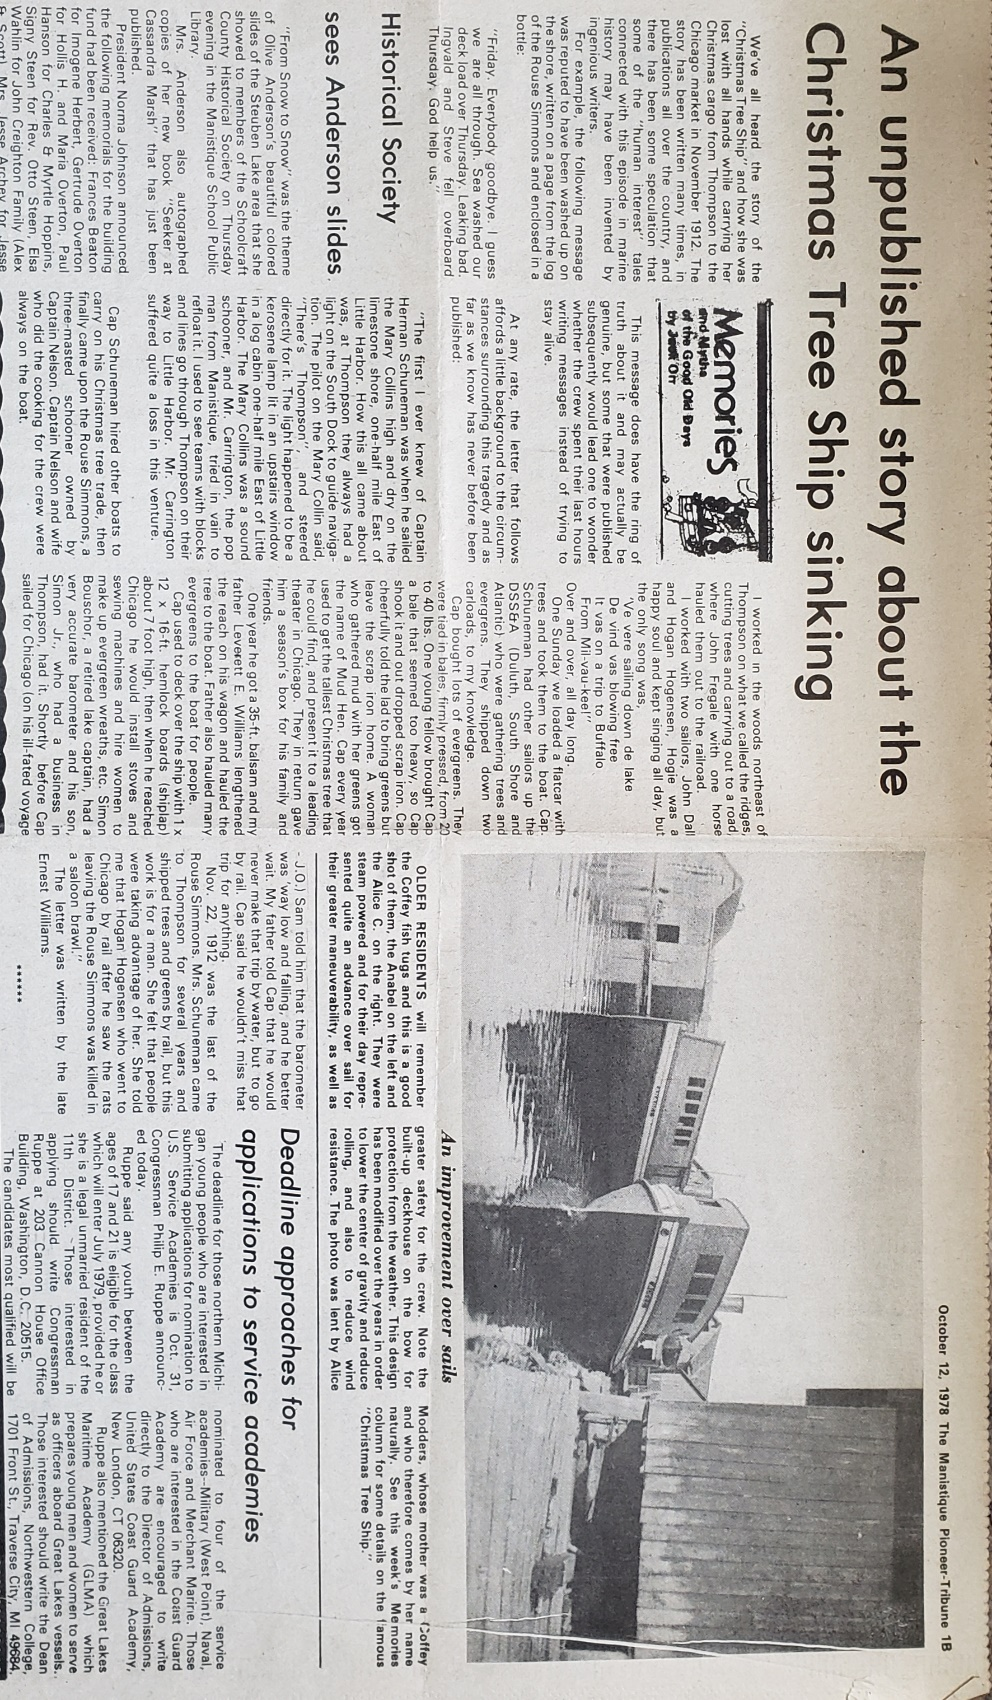 October 12, 1978 The Manistique Pioneer-Tribune 1B
An unpublished story about the
Christmas Tree Ship sinking
We've all heard the story of the
"Christmas Tree Ship" and how she was
lost with all hands while carrying her
Christmas cargo from Thompson to the
Chicago market in November 1912. The
story has been written many times, in
publications all over the country, and
there has been some speculation that
some of the "human interest" tales
connected with this episode in marine
history may have been invented by
ingenious writers.
For example, the following message
was reputed to have been washed up on
the shore, written on a page from the log
of the Rouse Simmons and enclosed in a
bottle:
"Friday. Everybody goodbye. I guess
we are all through. Sea washed our
deck load over Thursday. Leaking bad.
Ingvald and Steve fell overboard
Thursday. God help us."
Memories
and Myths
of the Good Old Days
by Jack Orr
This message does have the ring of
truth about it and may actually be
genuine, but some that were published
subsequently would lead one to wonder
whether the crew spent their last hours
writing messages instead of trying to
stay alive.
At any rate, the letter that follows
affords a little background to the circum-
stances surrounding this tragedy and as
far as we know has never before been
published:
"The first I ever knew of Captain
Herman Schuneman was when he sailed
the Mary Collins high and dry on the
limestone shore, one-half mile East of
Little Harbor. How this all came about
was, at Thompson they always had a
light on the South Dock to guide naviga-
tion. The pilot on the Mary Collin said,
"There's Thompson', and steered
directly for it. The light happened to be a
kerosene lamp lit in an upstairs window
in a log cabin one-half mile East of Little
Harbor. The Mary Collins was a sound
schooner, and Mr. Carrington, the pop
man from Manistique, tried in vain to
refloat it. I used to see teams with blocks
and lines go through Thompson on their
way to Little Harbor. Mr. Carrington
suffered quite a loss in this venture.
Cap Schuneman hired other boats to
carry on his Christmas tree trade, then
finally came upon the Rouse Simmons, a
three-masted schooner owned by
Captain Nelson. Captain Nelson and wife
who did the cooking for the crew were
always on the boat.
I worked in the woods northeast of
Thompson on what we called the ridges,
cutting trees and carrying out to a road,
where John Fregale with one horse
hauled them out to the railroad.
I worked with two sailors, John Dall
and Hogan Hogensen, Hogie was a
happy soul and kept singing all day, but
the only song was,
'Ve vere sailing down de lake
De vind vas blowing free
It vas on a trip to Buffalo
From Mil-vau-kee!'
Over and over, all day long.
One Sunday we loaded a flatcar with
trees and took them to the boat. Cap
Schuneman had other sailors up the
DSS&A (Duluth, South Shore and
Atlantic) who were gathering trees and
evergreens. They shipped down two
carloads, to my knowledge.
Cap bought lots of evergreens. They
were tied in bales, firmly pressed, from 20
to 40 lbs. One young fellow brought Cap
a bale that seemed too heavy, so Cap
shook it and out dropped scrap iron. Cap
cheerfully told the lad to bring greens but
leave the scrap iron home. A woman
who gathered mud with her greens got
the name of Mud Hen. Cap every year
used to get the tallest Christmas tree that
he could find, and present it to a leading
theater in Chicago. They in return gave
him a season's box for his family and
friends.
One year he got a 35-ft. balsam and my
father Leverett E. Williams lengthened
the reach on his wagon and hauled the
tree to the boat. Father also hauled many
evergreens to the boat for people.
Cap used to deck over the ship with 1 x
12 x 16-ft. hemlock boards (shiplap)
about 7 foot high, then when he reached
Chicago he would install stoves and
sewing machines and hire women to
make up evergreen wreaths, etc. Simon
Bouschor, a retired lake captain, had a
very accurate barometer and his son,
Simon Jr., who had a business in
Thompson, had it. Shortly before Cap
sailed for Chicago (on his ill-fated voyage
- J.O.) Sam told him that the barometer
was 'way low and falling, and he better
wait. My father told Cap that he would
never make that trip by water, but to go
by rail. Cap said he wouldn't miss that
trip for anything.
Nov. 22, 1912 was the last of the
Rouse Simmons. Mrs. Schuneman came
to Thompson for several years and
shipped trees and greens by rail, but this
work is for a man. She felt that people
were taking advantage of her. She told
me that Hogan Hogensen who went to
Chicago by rail after he saw the rats
leaving the Rouse Simmons was killed in
a saloon brawl."
The letter was written by the late
Ernest Williams.
******
Historical Society
sees Anderson slides
"From Snow to Snow" was the theme
of Olive Anderson's beautiful colored
slides of the Steuben Lake area that she
showed to members of the Schoolcraft
County Historical Society on Thursday
evening in the Manistique School Public
Library.
Mrs. Anderson also autographed
copies of her new book "Seeker at
Cassandra Marsh" that has just been
published.
President Norma Johnson announced
the following memorials for the building
fund had been received: Frances Beaton
for Imogene Herbert, Gertrude Overton
for Hollis H. and Maria Overton, Paul
Hanson for Charles & Myrtle Hoppins,
Signy Steen for Rev. Otto Steen, Elsa
Wahlin for John Creighton Family (Alex
& Scott), Mrs. Jesse Archey for Jesse
An improvement over sails
OLDER RESIDENTS will remember
the Coffey fish tugs and this is a good
shot of them, the Anabel on the left and
the Alice C. on the right. They were
steam powered and for their day repre-
sented quite an advance over sail for
their greater maneuverability, as well as
greater safety for the crew. Note the
built-up deckhouse on the bow for
protection from the weather. This design
has been modified over the years in order
to lower the center of gravity and reduce
rolling, and also to reduce wind
resistance. The photo was lent by Alice
Modders, whose mother was a Coffey
and who therefore comes by her name
naturally. See this week's Memories
column for some details on the famous
"Christmas Tree Ship."
Deadline approaches for
applications to service academies
The deadline for those northern Michi-
gan young people who are interested in
submitting applications for nomination to
U.S. Service Academies is Oct. 31,
Congressman Philip E. Ruppe announc-
ed today.
Ruppe said any youth between the
ages of 17 and 21 is eligible for the class
which will enter July 1979, provided he or
she is a legal unmarried resident of the
11th District. Those interested in
applying should write Congressman
Ruppe at 203 Cannon House Office
Building, Washington, D.C. 20515.
The candidates most qualified will be
nominated to four of the service
academies--Military (West Point), Naval,
Air Force and Merchant Marine. Those
who are interested in the Coast Guard
Academy are encouraged to write
directly to the Director of Admissions,
United States Coast Guard Academy,
New London, CT 06320.
Ruppe also mentioned the Great Lakes
Maritime Academy (GLMA) which
prepares young men and women to serve
as officers aboard Great Lakes vessels.
Those interested should write the Dean
of Admissions, Northwestern College,
1701 Front St., Traverse City, MI 49684.